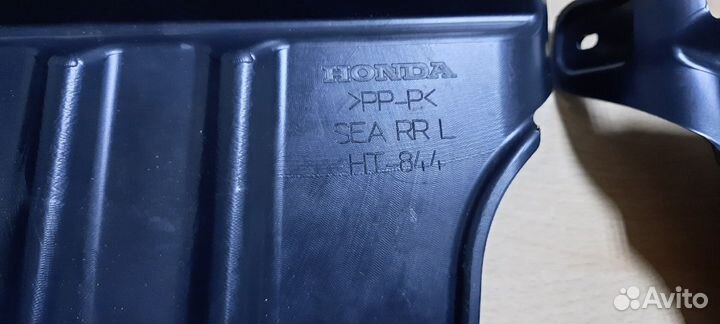 HONDA
>PP-P<
SEA RR L
HT-844
Avito